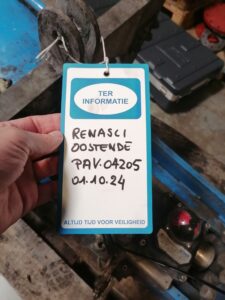 TER
INFORMATIE
RENASCI
OOSTENDE
PAV.04205
01.10.24
ALTIJD TIJD VOOR VEILIGHEID